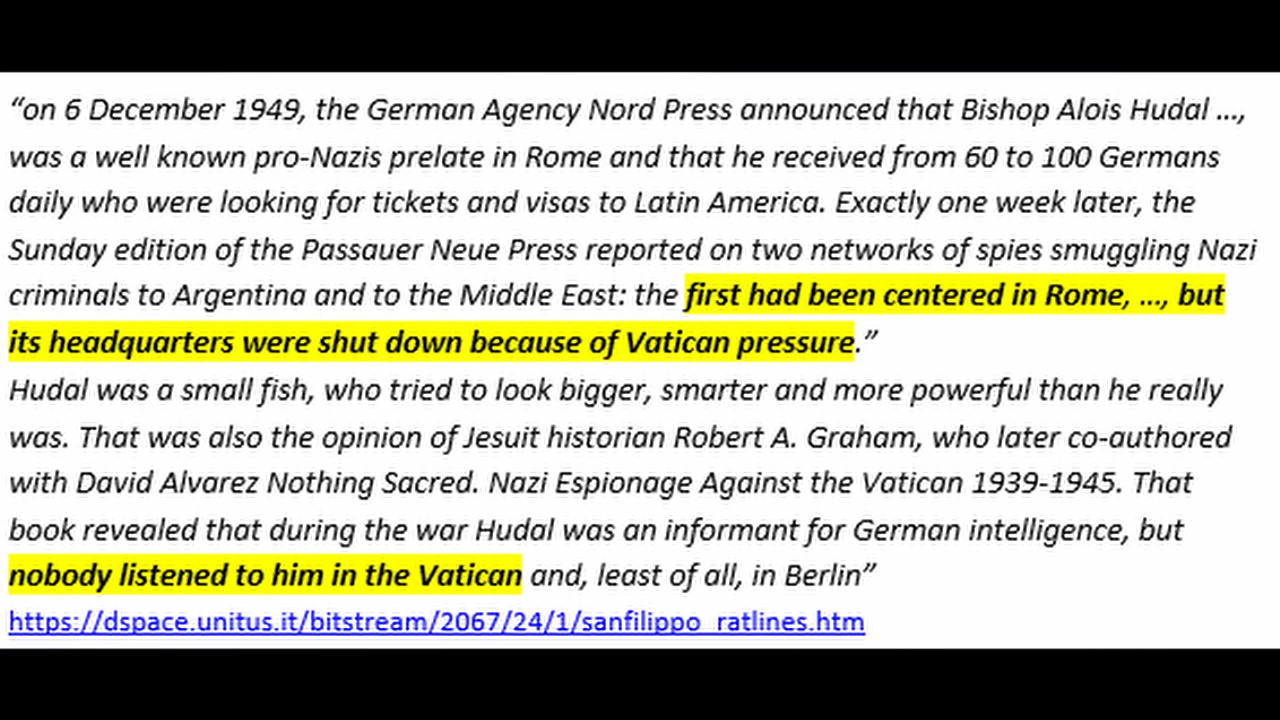 “on 6 December 1949, the German Agency Nord Press announced that Bishop Alois Hudal ...,
was a well known pro-Nazis prelate in Rome and that he received from 60 to 100 Germans
daily who were looking for tickets and visas to Latin America. Exactly one week later, the
Sunday edition of the Passauer Neue Press reported on two networks of spies smuggling Nazi
criminals to Argentina and to the Middle East: the first had been centered in Rome, ..., but
its headquarters were shut down because of Vatican pressure.”
Hudal was a small fish, who tried to look bigger, smarter and more powerful than he really
was. That was also the opinion of Jesuit historian Robert A. Graham, who later co-authored
with David Alvarez Nothing Sacred. Nazi Espionage Against the Vatican 1939-1945. That
book revealed that during the war Hudal was an informant for German intelligence, but
nobody listened to him in the Vatican and, least of all, in Berlin”
https://dspace.unitus.it/bitstream/2067/24/1/sanfilippo_ratlines.htm